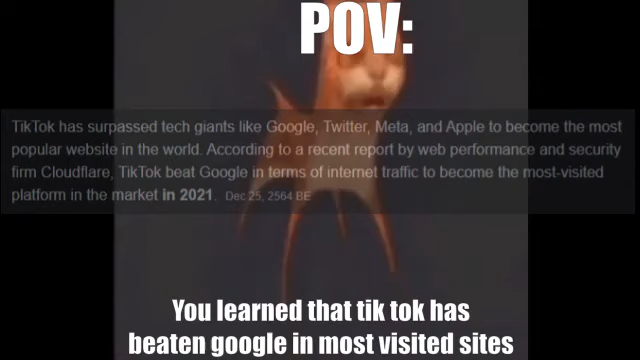 POV:
TikTok has surpassed tech giants like Google, Twitter, Meta, and Apple to become the most
popular website in the world. According to a recent report by web performance and security
firm Cloudflare, TikTok beat Google in terms of internet traffic to become the most-visited
platform in the market in 2021. Dec 25, 2564 BE
You learned that tik tok has
beaten google in most visited sites